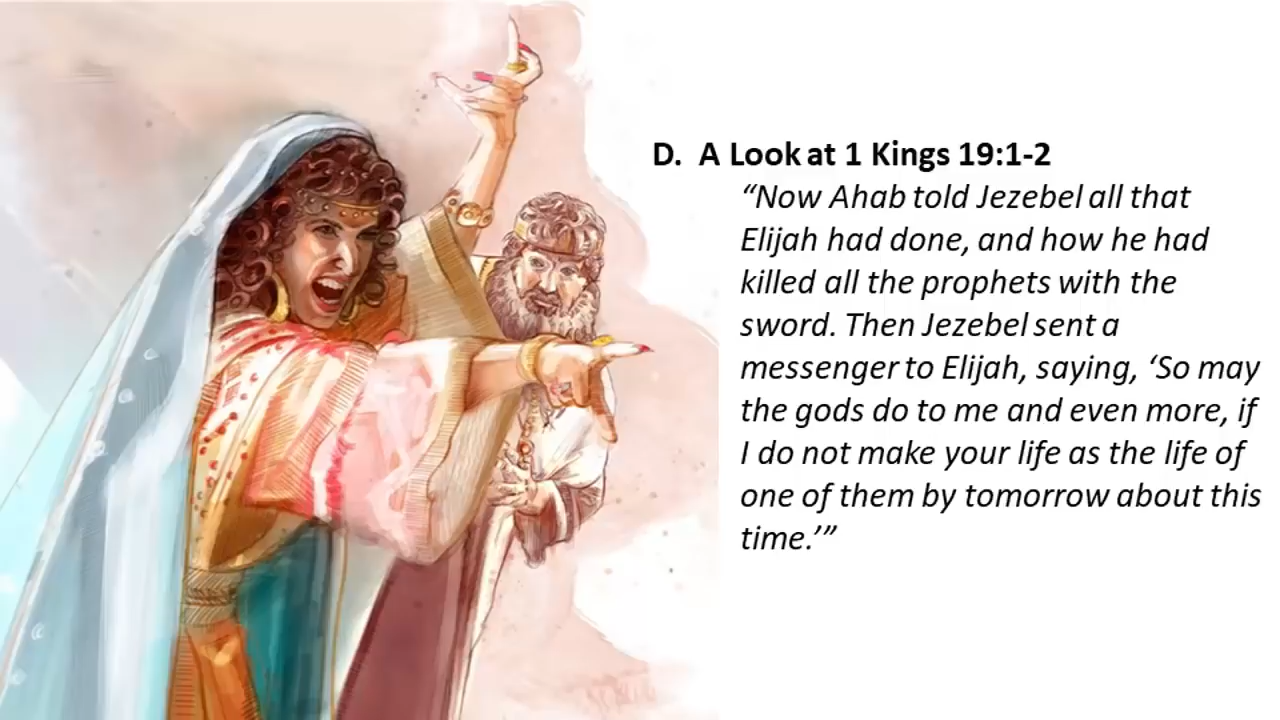 D. A Look at 1 Kings 19:1-2
“Now Ahab told Jezebel all that
Elijah had done, and how he had
killed all the prophets with the
sword. Then Jezebel sent a
messenger to Elijah, saying, ‘So may
the gods do to me and even more, if
I do not make your life as the life of
one of them by tomorrow about this
time.’”